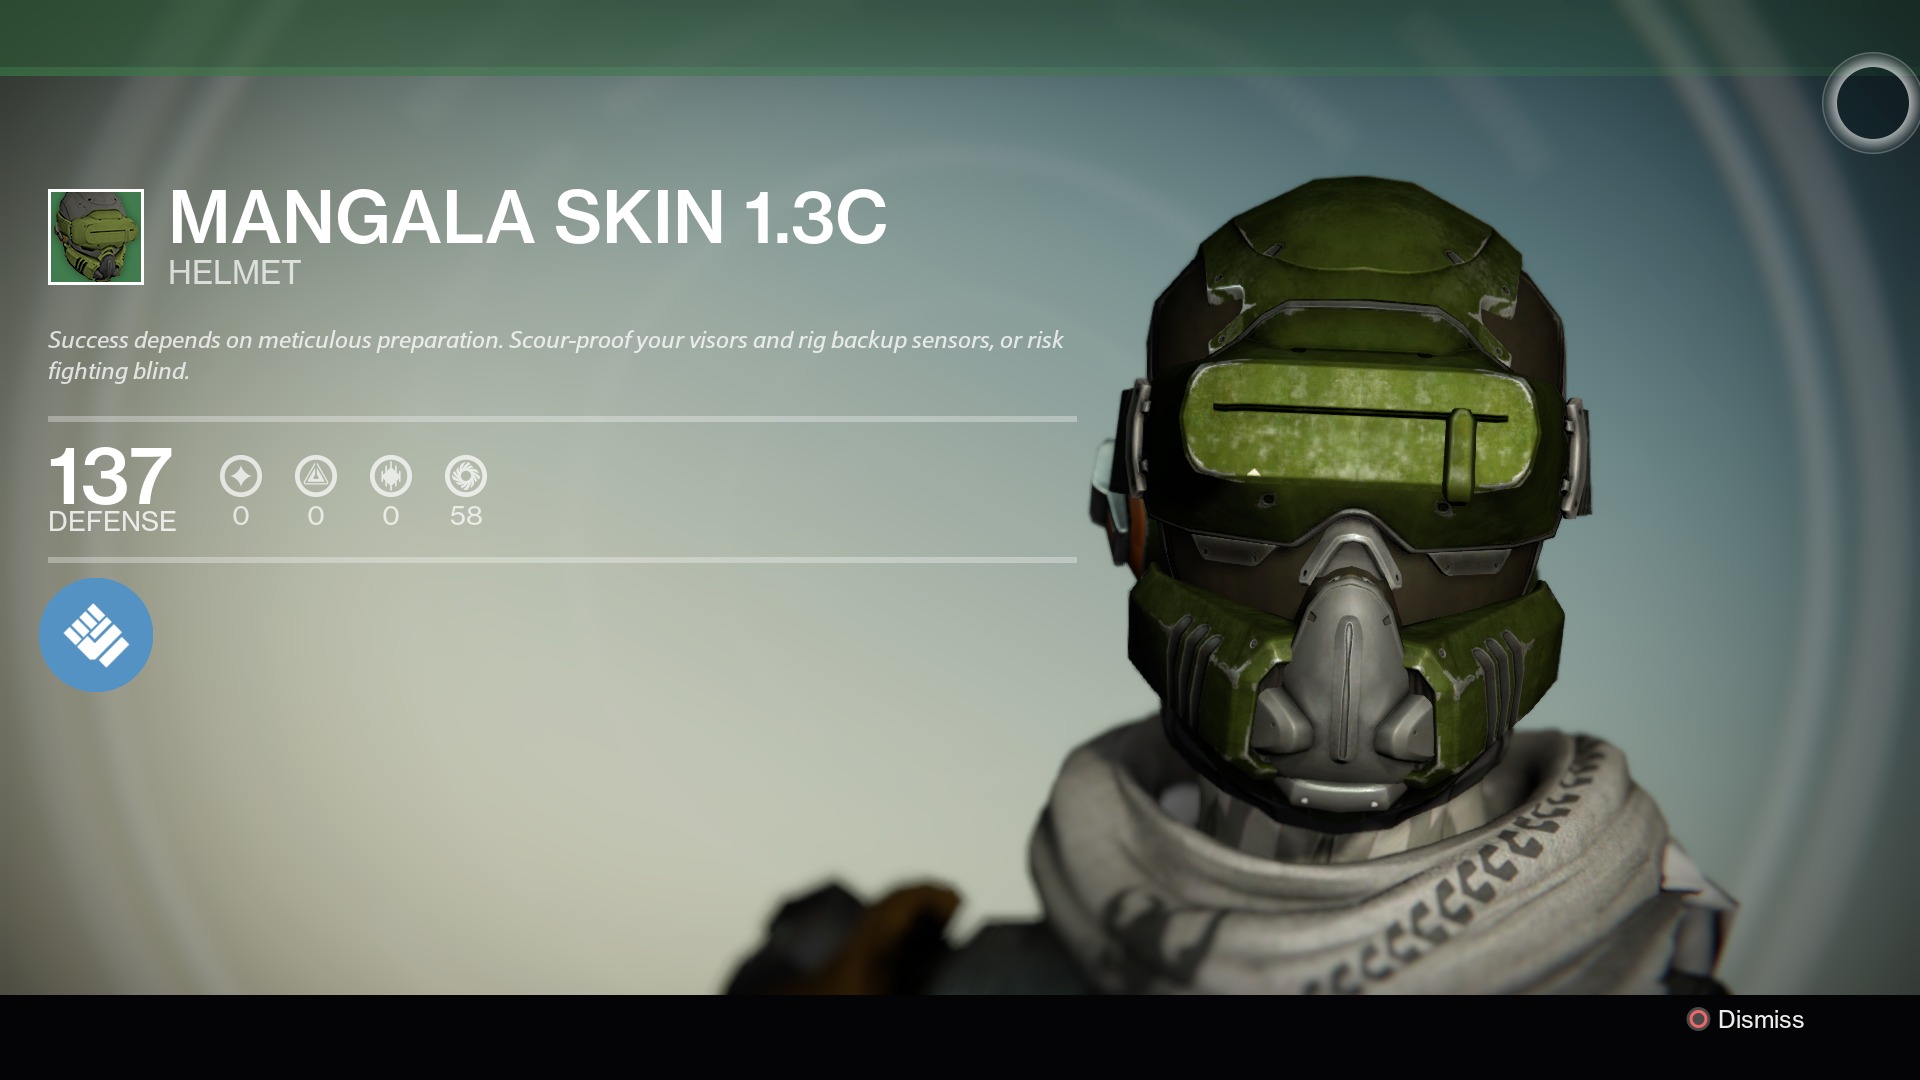 MANGALA SKIN 1.3C
HELMET
Success depends on meticulous preparation. Scour-proof your visors and rig backup sensors, or risk
fighting blind.
137
DEFENSE
0
0
0
58
Dismiss